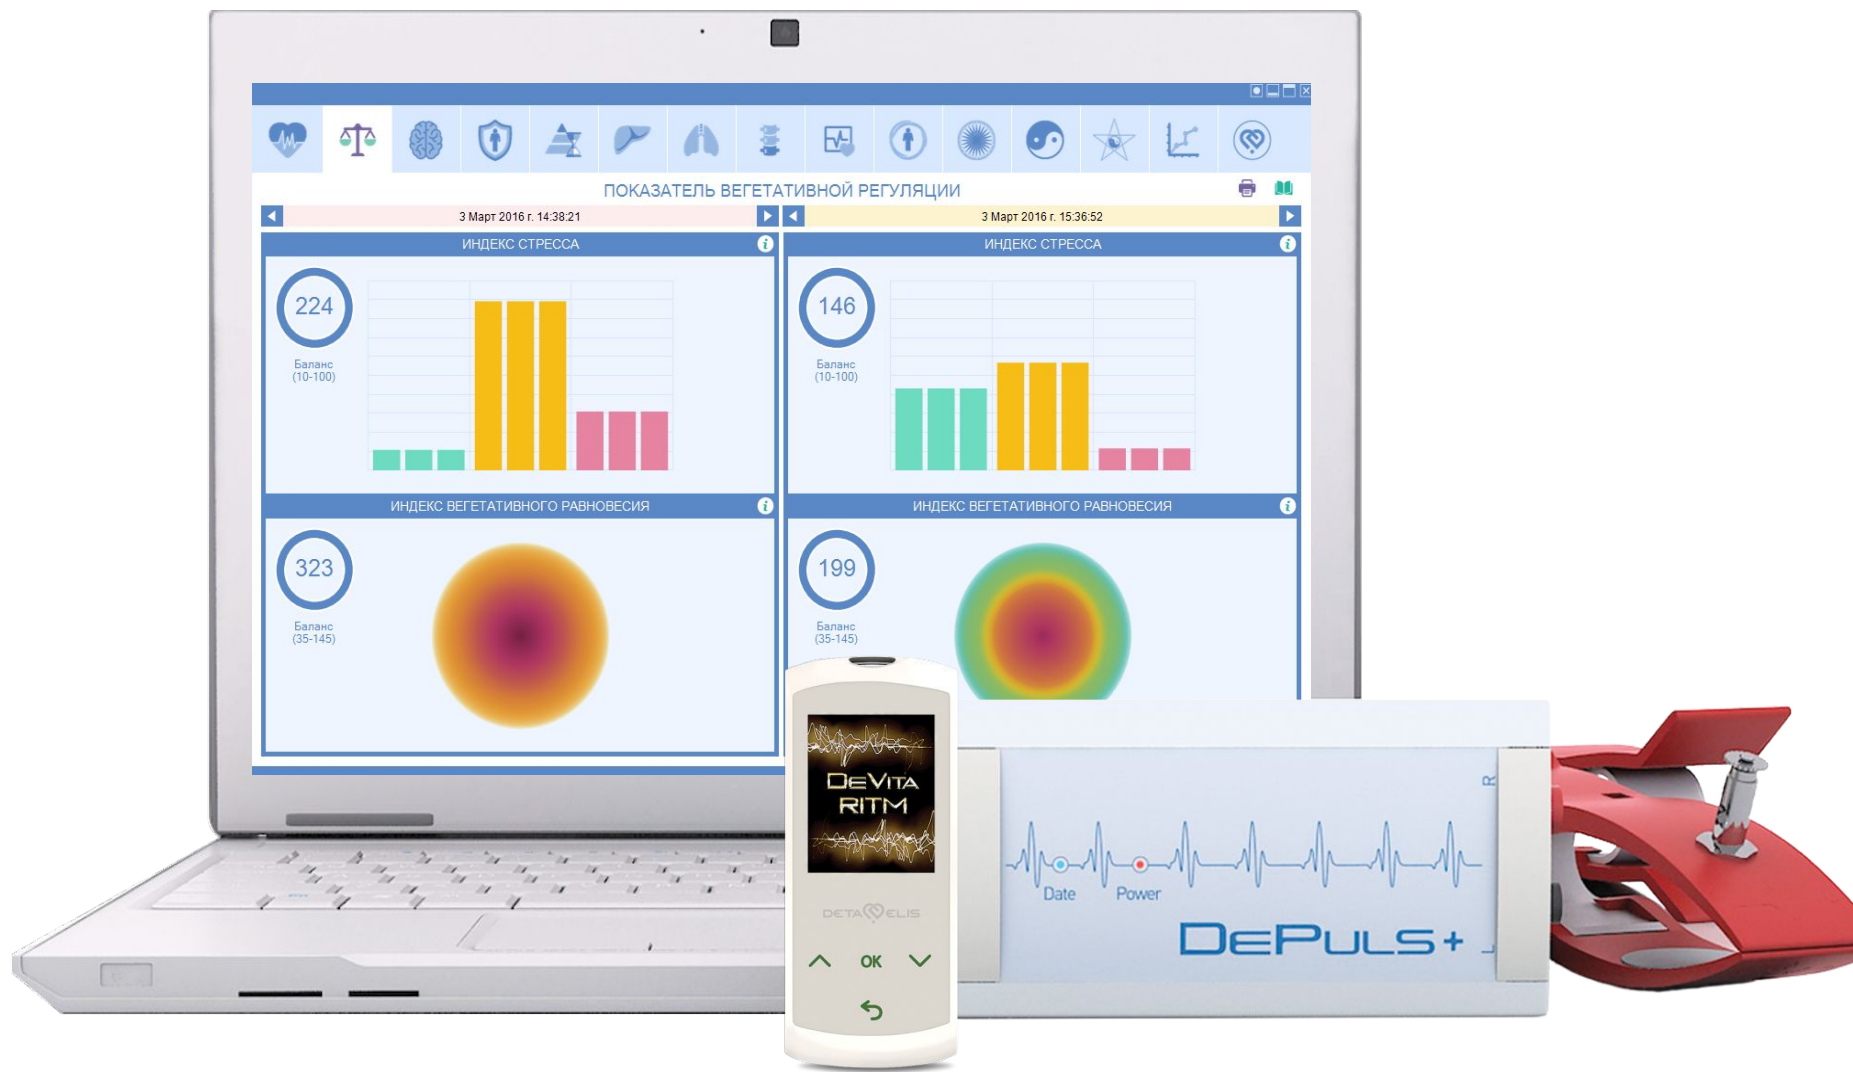 ПОКАЗАТЕЛЬ ВЕГЕТАТИВНОЙ РЕГУЛЯЦИИ
3 Март 2016 г. 14:38:21
3 Март 2016 г. 15:36:52
ИНДЕКС СТРЕССА
ИНДЕКС СТРЕССА
224
Баланс
(10-100)
146
Баланс
(10-100)
ИНДЕКС ВЕГЕТАТИВНОГО РАВНОВЕСИЯ
ИНДЕКС ВЕГЕТАТИВНОГО РАВНОВЕСИЯ
323
Баланс
(35-145)
199
Баланс
(35-145)
DEVITA
RITM
DETA ELIS
OK
R
Date
Power
DEPULS+
L